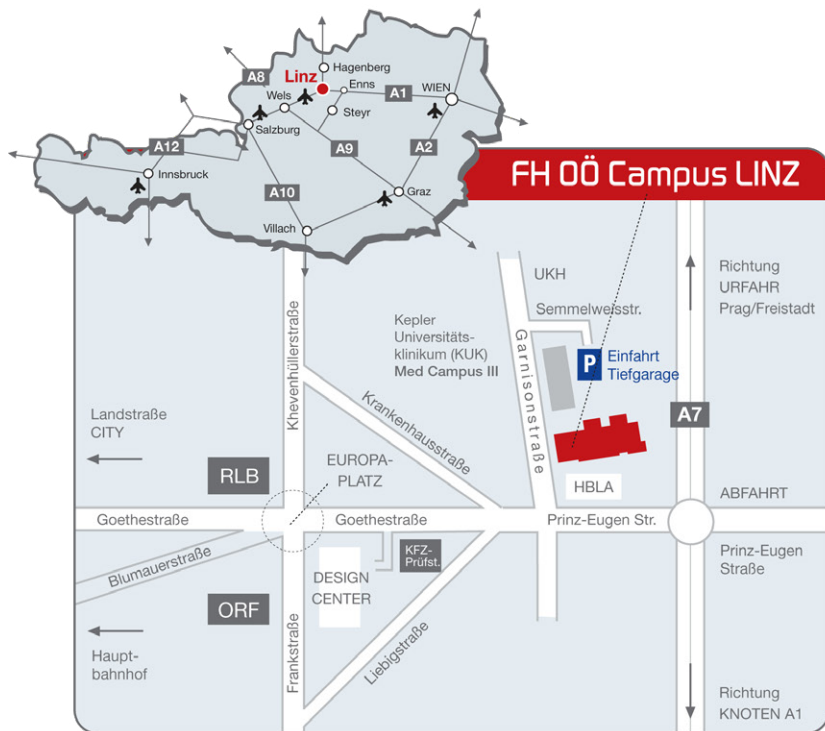 Hagenberg
A8
Linz
Enns
A1
WIEN
Wels
Steyr
Salzburg
A12
A9
A2
Innsbruck
A10
Graz
Villach
FH OÖ Campus LINZ
UKH
Richtung
URFAHR
Prag/Freistadt
Semmelweisstr.
Khevenhüllerstraße
Kepler
Universitäts-
klinikum (KUK)
Med Campus III
Garnisonstraße
P
Einfahrt
Tiefgarage
Krankenhausstraße
Landstraße
CITY
A7
RLB
EUROPA-
PLATZ
HBLA
ABFAHRT
Goethestraße
Goethestraße
Prinz-Eugen Str.
Prinz-Eugen
Straße
Blumauerstraße
KFZ-
Prüfst.
DESIGN
CENTER
ORF
Liebigstraße
Frankstraße
Haupt-
bahnhof
Richtung
KNOTEN A1